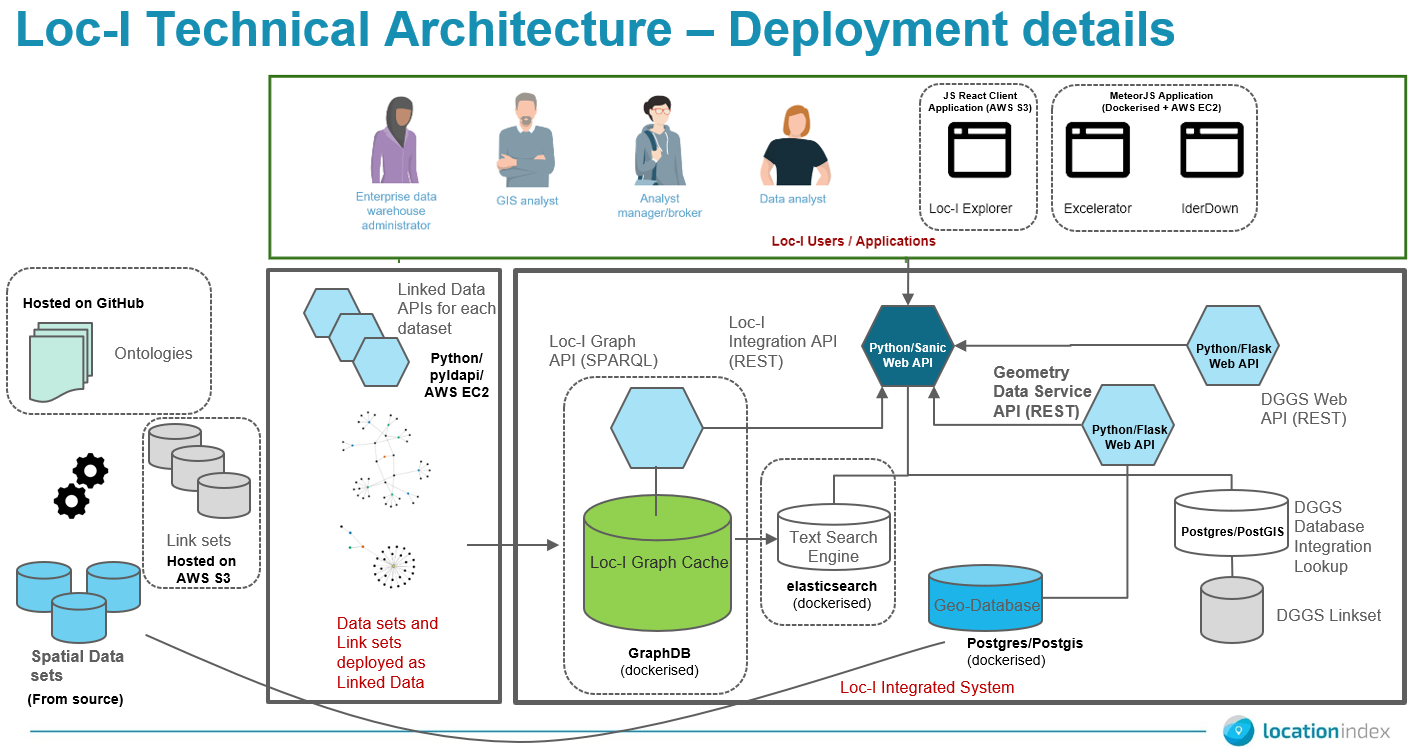 Loc-I Technical Architecture – Deployment details
JS React Client
Application (AWS S3)
MeteorJS Application
(Dockerised + AWS EC2)
Enterprise data
warehouse
administrator
GIS analyst
Analyst
manager/broker
Data analyst
Loc-I Explorer
Excelerator
IderDown
Loc-I Users / Applications
Hosted on GitHub
Ontologies
Link sets
Hosted on
AWS S3
Spatial Data
sets
(From source)
Linked Data
APIs for each
dataset
Python/
pyldapi/
AWS EC2
Data sets and
Link sets
deployed as
Linked Data
Loc-I Graph
API (SPARQL)
Loc-I
Integration API
(REST)
Python/Sanic
Web API
Python/Flask
Web API
Geometry
Data Service
API (REST)
Python/Flask
Web API
DGGS Web
API (REST)
Loc-I Graph Cache
GraphDB
(dockerised)
Text Search
Engine
elasticsearch
(dockerised)
Geo-Database
Postgres/Postgis
(dockerised)
Postgres/PostGIS
DGGS
Database
Integration
Lookup
DGGS Linkset
Loc-I Integrated System
locationindex